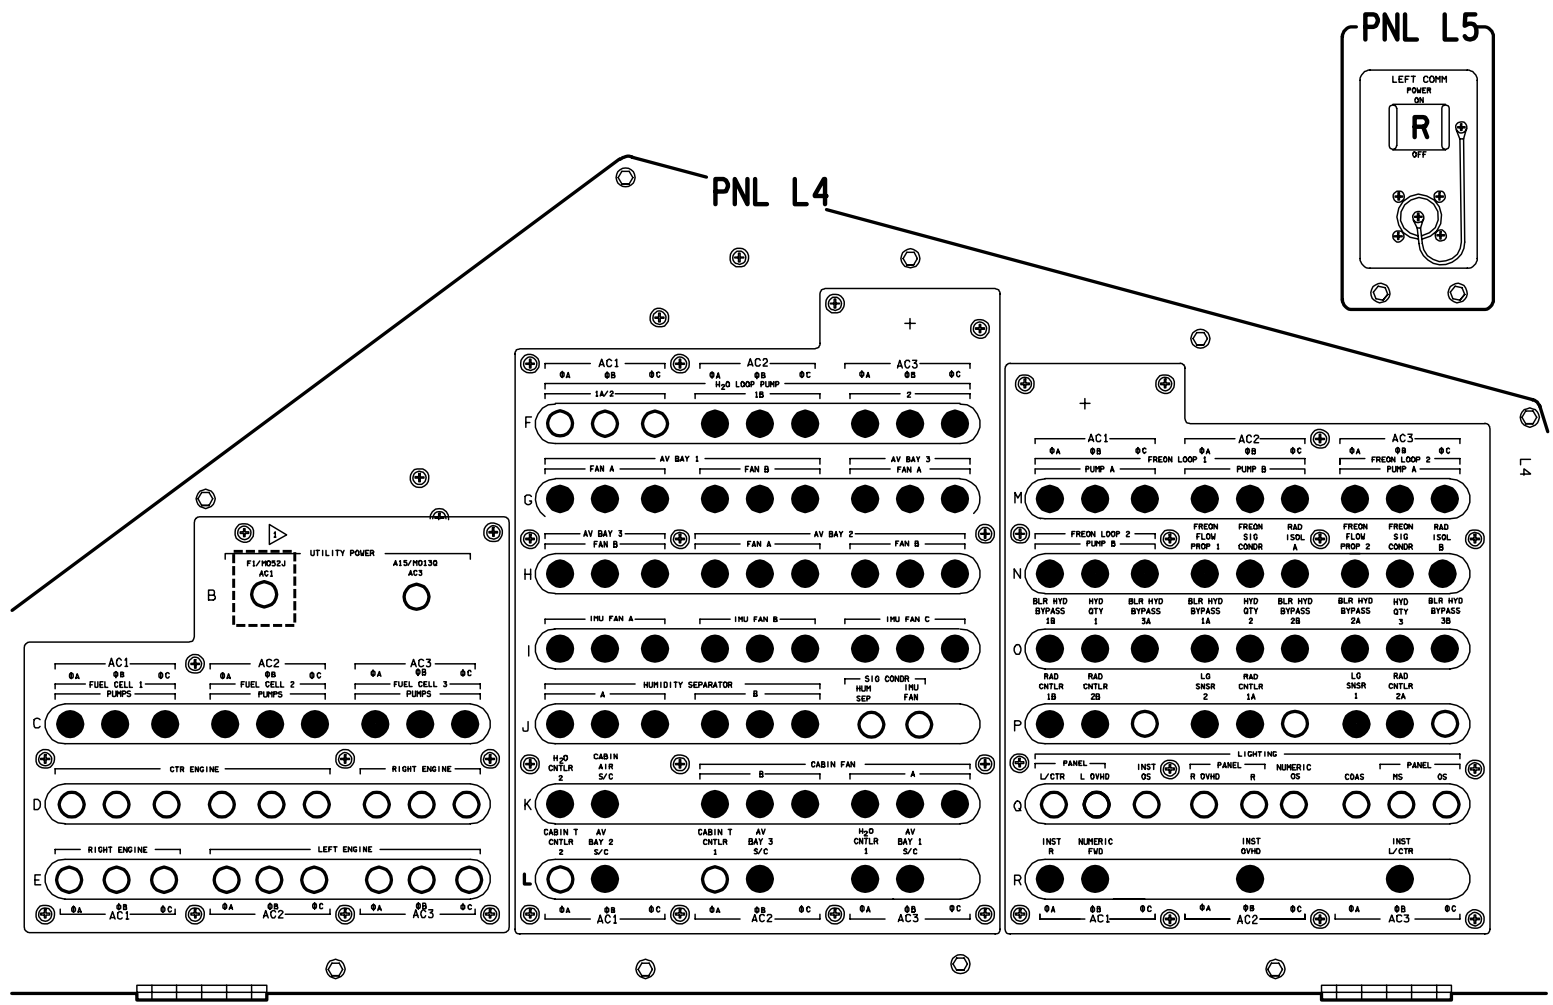 PNL L5
LEFT COMM
POWER
ON
R
OFF
PNL L4
L4
1
UTILITY POWER
F1/MO52J A15/MO13Q
AC1 AC3
B
AC1 AC2 AC3
ΦA ΦB ΦC ΦA ΦB ΦC ΦA ΦB ΦC
FUEL CELL 1 FUEL CELL 2 FUEL CELL 3
PUMPS PUMPS PUMPS
C
CTR ENGINE RIGHT ENGINE
D
RIGHT ENGINE LEFT ENGINE
E
ΦA ΦB ΦC ΦA ΦB ΦC ΦA ΦB ΦC
AC1 AC2 AC3
AC1 AC2 AC3
ΦA ΦB ΦC ΦA ΦB ΦC ΦA ΦB ΦC
H2O LOOP PUMP
1A/2 1B 2
F
AV BAY 1 AV BAY 3
FAN A FAN B FAN A
G
AV BAY 3 AV BAY 2
FAN B FAN A FAN B
H
IMU FAN A IMU FAN B IMU FAN C
I
HUMIDITY SEPARATOR SIG CONDR
A B HUM SEP IMU FAN
J
H2O CNTLR 2 CABIN AIR S/C CABIN FAN
B A
K
CABIN T CNTLR 2 AV BAY 2 S/C CABIN T CNTLR 1 AV BAY 3 S/C H2O CNTLR 1 AV BAY 1 S/C
L
ΦA ΦB ΦC ΦA ΦB ΦC ΦA ΦB ΦC
AC1 AC2 AC3
AC1 AC2 AC3
ΦA ΦB ΦC ΦA ΦB ΦC ΦA ΦB ΦC
FREON LOOP 1 FREON LOOP 2
PUMP A PUMP B PUMP A
M
FREON LOOP 2 FREON FLOW PROP 1 FREON SIG CONDR RAD ISOL A FREON FLOW PROP 2 FREON SIG CONDR RAD ISOL B
PUMP B
N
BLR HYD BYPASS 1B HYD QTY 1 BLR HYD BYPASS 3A BLR HYD BYPASS 1A HYD QTY 2 BLR HYD BYPASS 2B BLR HYD BYPASS 2A HYD QTY 3 BLR HYD BYPASS 3B
O
RAD CNTLR 1B RAD CNTLR 2B LG SNSR 2 RAD CNTLR 1A LG SNSR 1 RAD CNTLR 2A
P
LIGHTING
PANEL INST OS PANEL NUMERIC OS PANEL
L/CTR L OVHD R OVHD R COAS MS OS
Q
INST R NUMERIC FWD INST OVHD INST L/CTR
R
ΦA ΦB ΦC ΦA ΦB ΦC ΦA ΦB ΦC
AC1 AC2 AC3